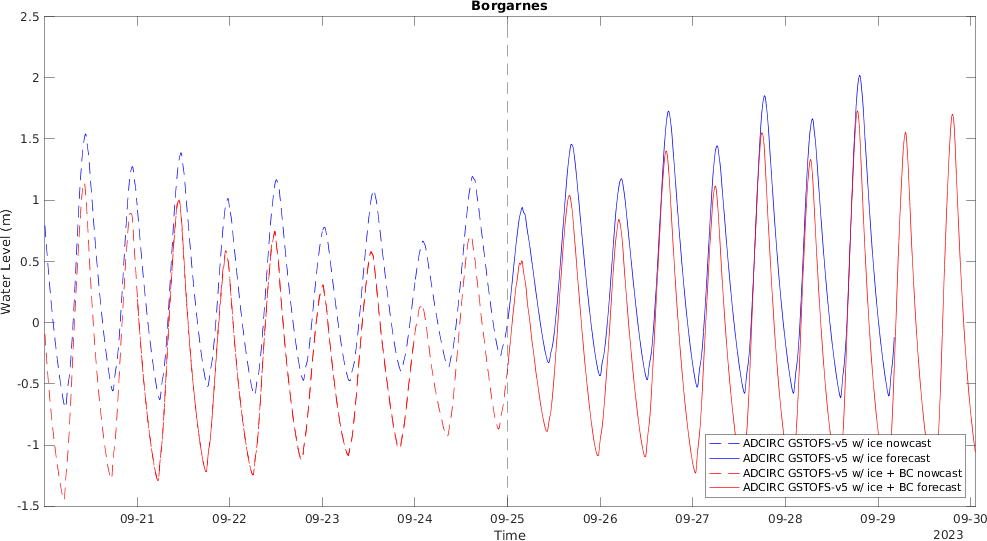 Borgarnes
2.5
2
1.5
1
0.5
0
-0.5
-1
-1.5
Water Level (m)
ADCIRC GSTOFS-v5 w/ ice nowcast
ADCIRC GSTOFS-v5 w/ ice forecast
ADCIRC GSTOFS-v5 w/ ice + BC nowcast
ADCIRC GSTOFS-v5 w/ ice + BC forecast
09-21 09-22 09-23 09-24 09-25 09-26 09-27 09-28 09-29 09-30
Time 2023